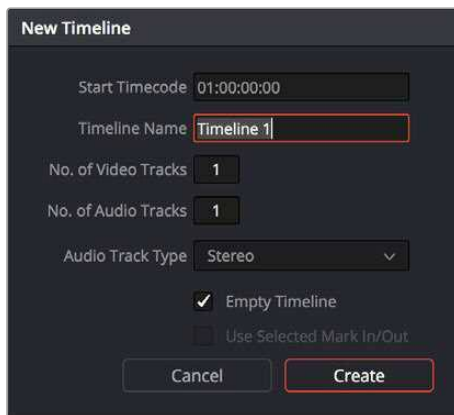 New Timeline
Start Timecode 01:00:00:00
Timeline Name Timeline 1
No. of Video Tracks 1
No. of Audio Tracks 1
Audio Track Type Stereo
Empty Timeline
Use Selected Mark In/Out
Cancel Create